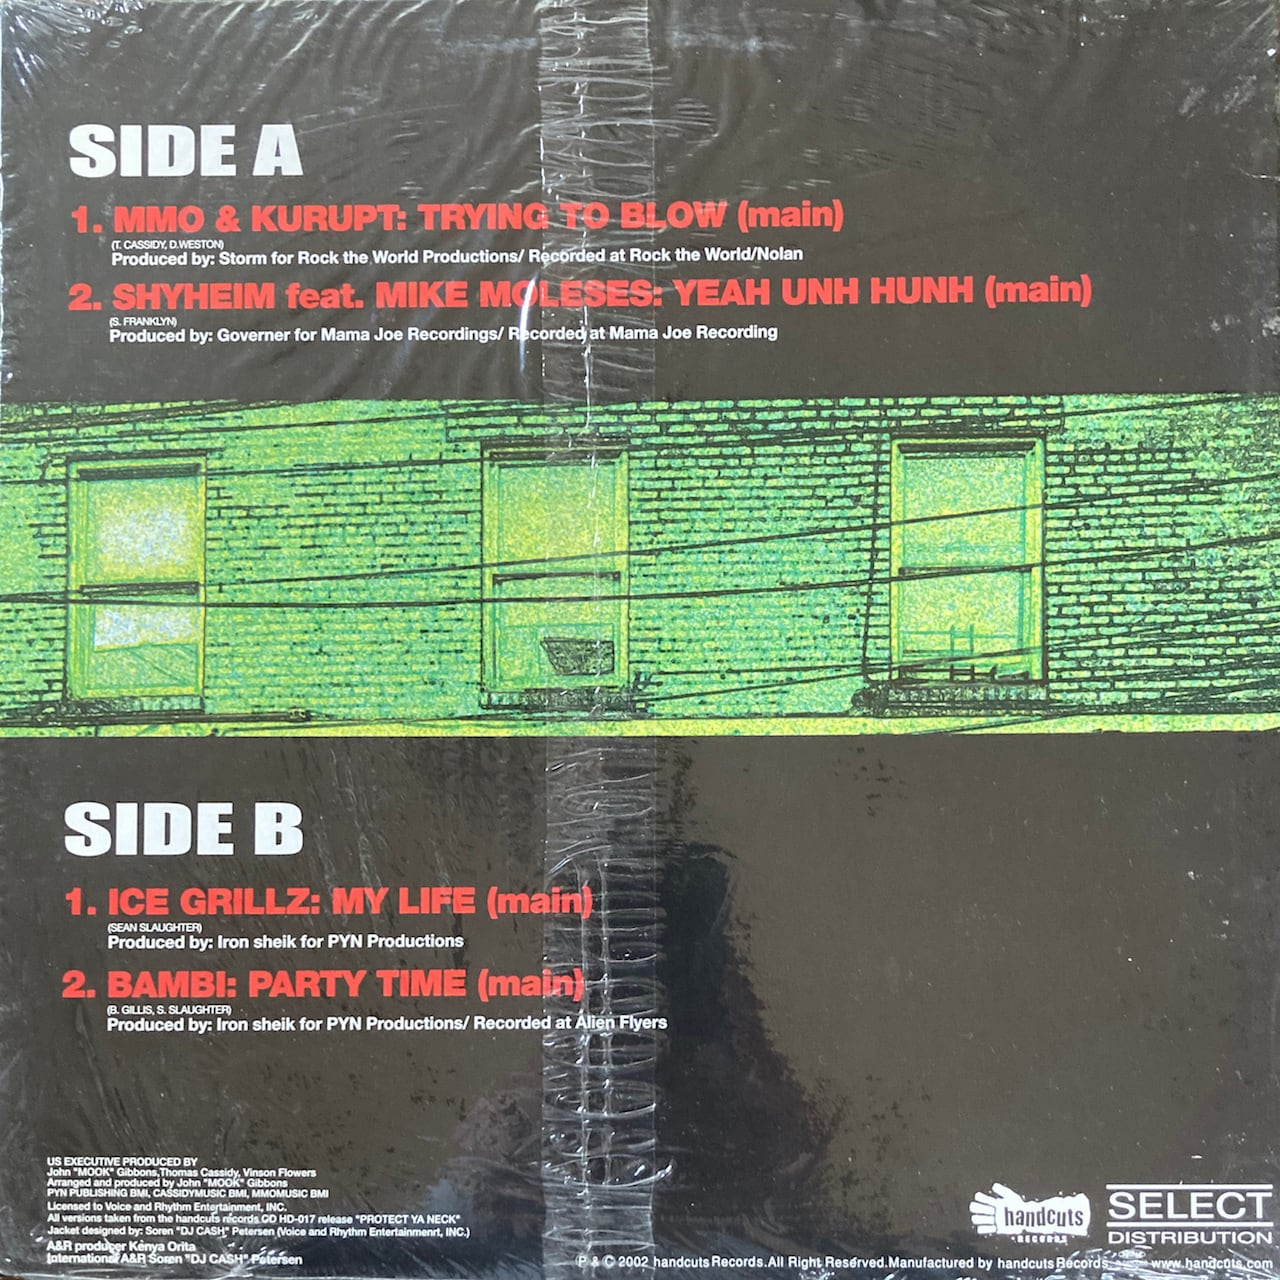 SIDE A
1. MMO & KURUPT: TRYING TO BLOW (main)
(T. CASSIDY, D.WESTON)
Produced by: Storm for Rock the World Productions/ Recorded at Rock the World/Nolan
2. SHYHEIM feat. MIKE MOLESES: YEAH UNH HUNH (main)
(S. FRANKLYN)
Produced by: Governer for Mama Joe Recordings/ Recorded at Mama Joe Recording
SIDE B
1. ICE GRILLZ: MY LIFE (main)
(SEAN SLAUGHTER)
Produced by: Iron sheik for PYN Productions
2. BAMBI: PARTY TIME (main)
(B. GILLIS, S. SLAUGHTER)
Produced by: Iron sheik for PYN Productions/ Recorded at Alien Flyers
US EXECUTIVE PRODUCED BY
John "MOOK" Gibbons,Thomas Cassidy, Vinson Flowers
Arranged and produced by John "MOOK" Gibbons
PYN PUBLISHING BMI, CASSIDYMUSIC BMI, MMOMUSIC BMI
Licensed to Voice and Rhythm Entertainment, INC.
All versions taken from the handcuts récords CD HD-017 release "PROTECT YA NECK"
Jacket designed by: Soren "DJ CASH" Petersen (Voice and Rhythm Entertainmenrt, INC.)
A&R producer Kenya Orita
International A&R Soren "DJ CASH" Petersen
handcuts
RECORDS
SELECT
DISTRIBUTION
P & C 2002 handcuts Records.All Right Reserved.Manufactured by handcuts Records.
www.handcuts.com